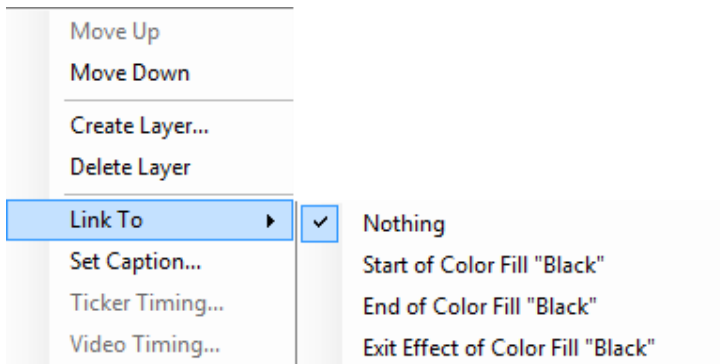 Move Up
Move Down
Create Layer...
Delete Layer
Link To
Nothing
Set Caption...
Start of Color Fill "Black"
Ticker Timing...
End of Color Fill "Black"
Video Timing...
Exit Effect of Color Fill "Black"